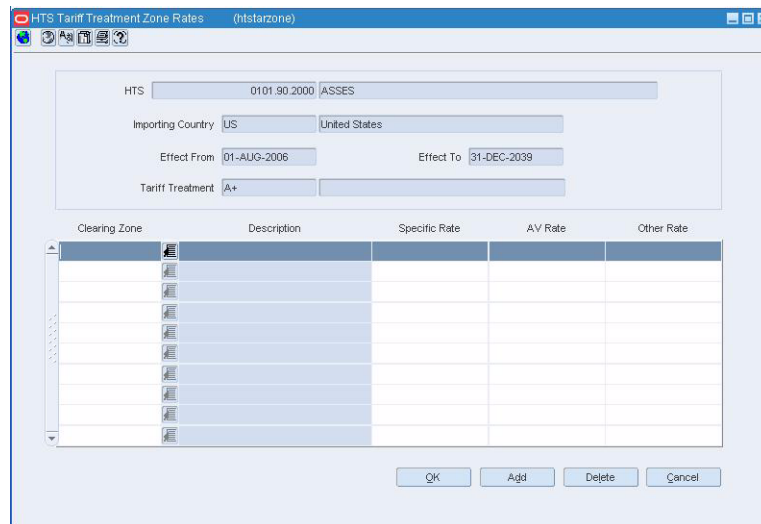 HTS Tariff Treatment Zone Rates (htstarzone)
HTS 0101.90.2000 ASSES
Importing Country US United States
Effect From 01-AUG-2006 Effect To 31-DEC-2039
Tariff Treatment A+
Clearing Zone Description Specific Rate AV Rate Other Rate
OK Add Delete Cancel